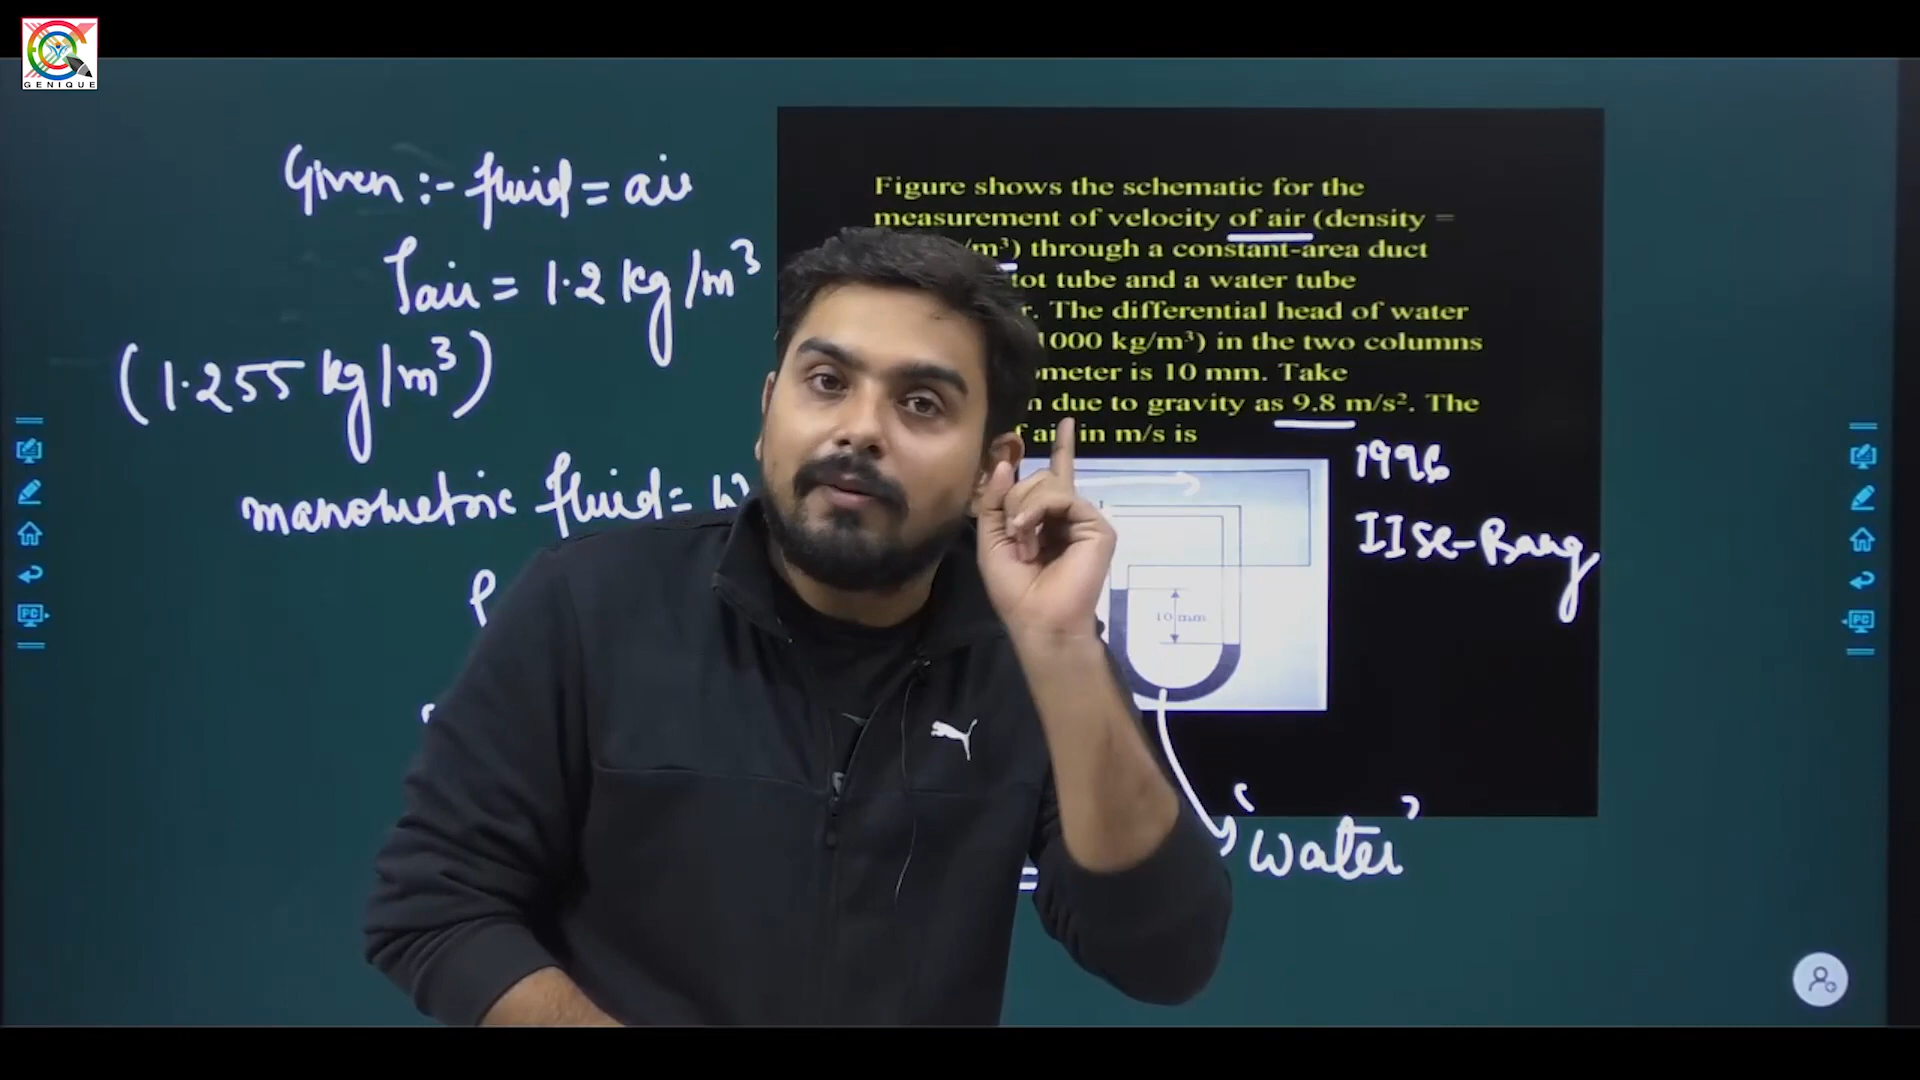 GENIQUE
Given :- fluid = air
ρair = 1.2 kg/m³
(1.255 kg/m³)
manometric fluid =
ρ
Figure shows the schematic for the
measurement of velocity of air (density =
/m³) through a constant-area duct
tot tube and a water tube
r. The differential head of water
1000 kg/m³) in the two columns
ometer is 10 mm. Take
n due to gravity as 9.8 m/s². The
f air in m/s is
1996
IISC-Bang
10 mm
'Water'
PC
PC